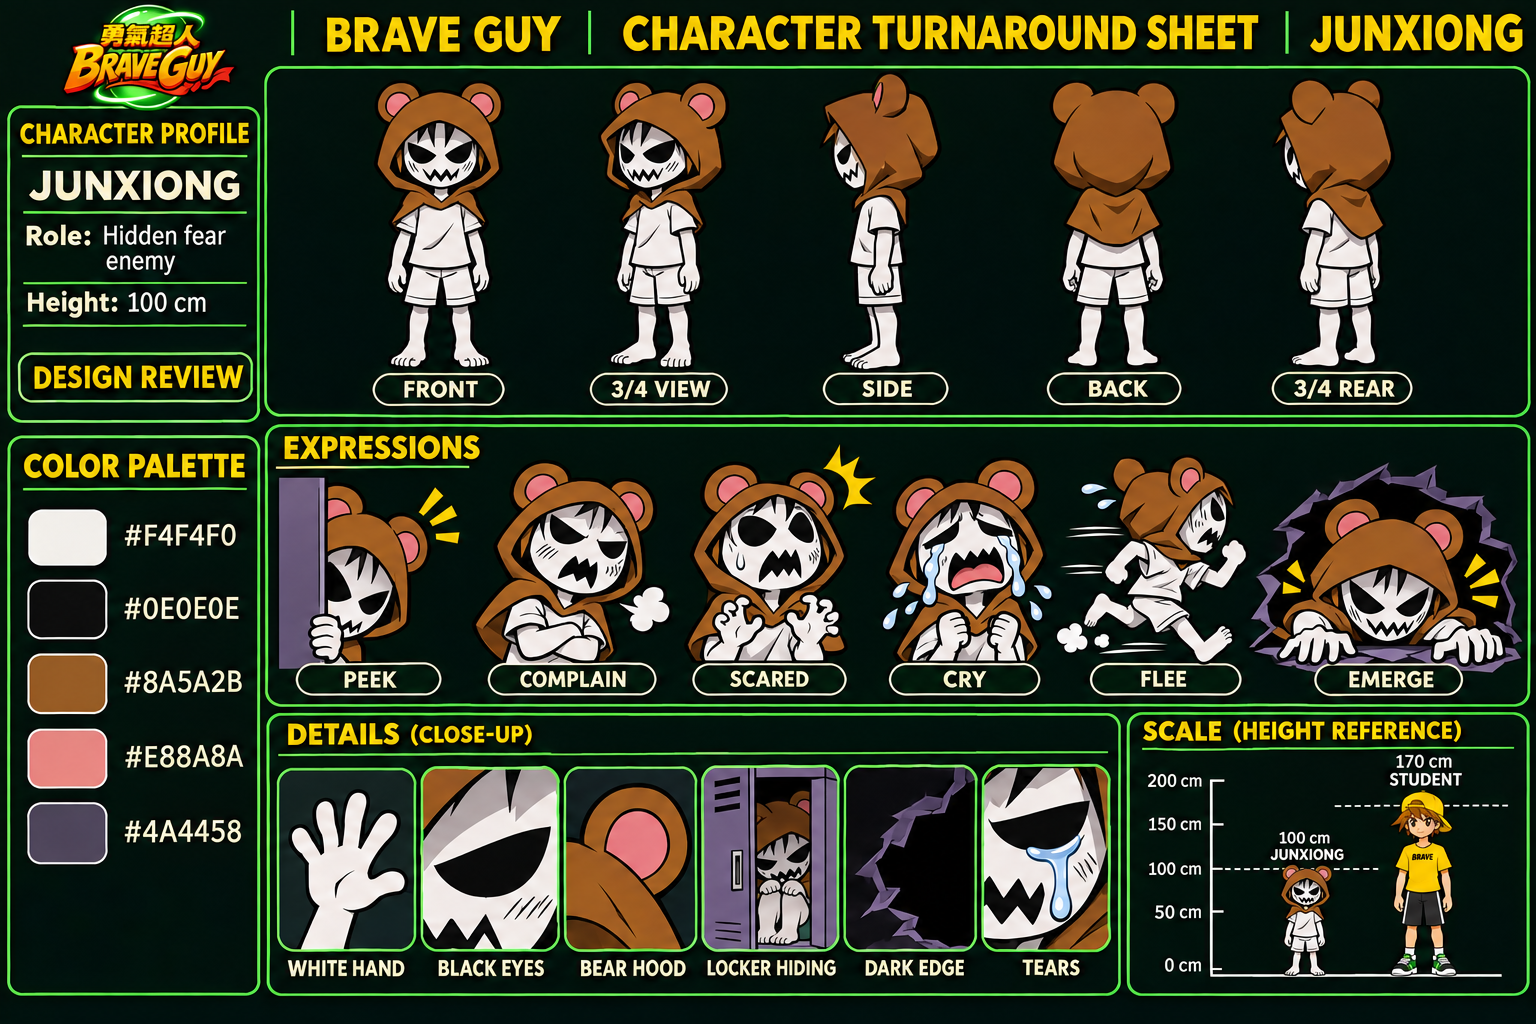 勇氣超人
BRAVE GUY
BRAVE GUY
CHARACTER TURNAROUND SHEET
JUNXIONG
CHARACTER PROFILE
JUNXIONG
Role: Hidden fear
enemy
Height: 100 cm
DESIGN REVIEW
COLOR PALETTE
#F4F4F0
#0E0E0E
#8A5A2B
#E88A8A
#4A4458
FRONT
3/4 VIEW
SIDE
BACK
3/4 REAR
EXPRESSIONS
PEEK
COMPLAIN
SCARED
CRY
FLEE
EMERGE
DETAILS (CLOSE-UP)
WHITE HAND
BLACK EYES
BEAR HOOD
LOCKER HIDING
DARK EDGE
TEARS
SCALE (HEIGHT REFERENCE)
170 cm
STUDENT
200 cm
150 cm
100 cm
JUNXIONG
BRAVE
100 cm
50 cm
0 cm